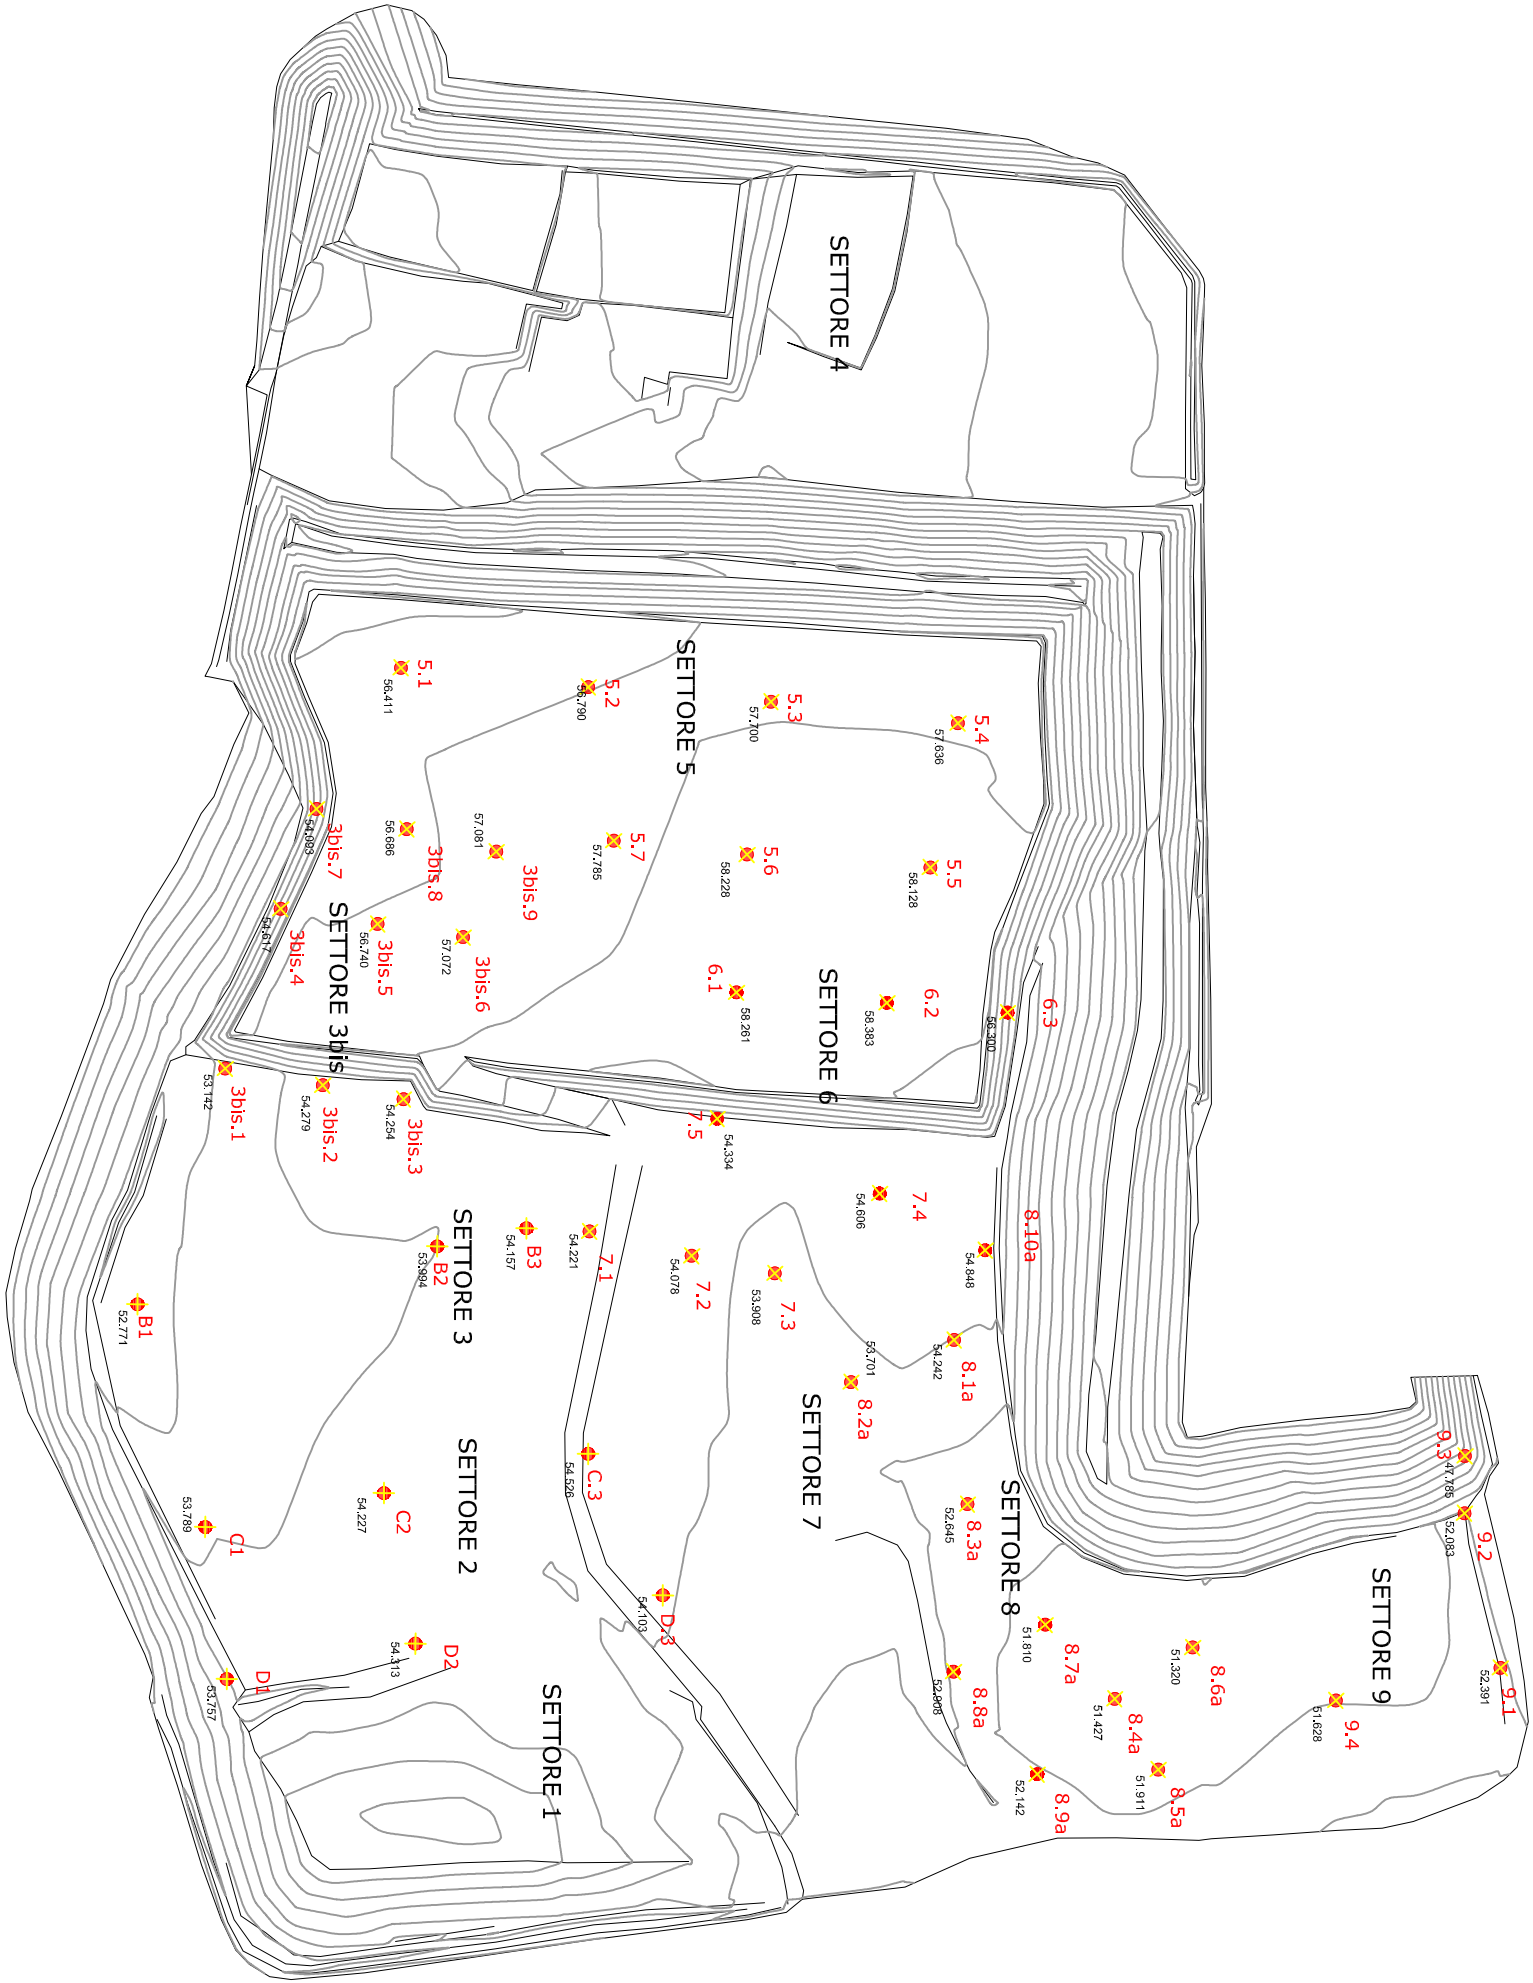 SETTORE 4
SETTORE 5
5.1
56.411
5.2
56.790
5.3
57.700
5.4
57.636
3bis.7
54.093
3bis.8
56.686
3bis.9
57.081
5.7
57.785
5.6
58.228
5.5
58.128
SETTORE 3bis
3bis.4
54.617
3bis.5
56.740
3bis.6
57.072
6.1
58.261
SETTORE 6
6.2
58.383
6.3
56.300
3bis.1
53.142
3bis.2
54.279
3bis.3
54.254
7.5
54.334
7.4
54.606
8.10a
54.848
SETTORE 3
B1
52.771
B2
53.994
B3
54.157
7.1
54.221
7.2
54.078
7.3
53.908
8.1a
54.242
8.2a
53.701
SETTORE 7
SETTORE 2
C1
53.789
C2
54.227
C.3
54.526
8.3a
52.645
SETTORE 8
9.3
47.785
9.2
52.083
SETTORE 9
D1
53.757
D2
54.313
D.3
54.103
SETTORE 1
8.8a
52.908
8.7a
51.810
8.6a
51.320
8.4a
51.427
8.5a
51.911
8.9a
52.142
9.4
51.628
9.1
52.391